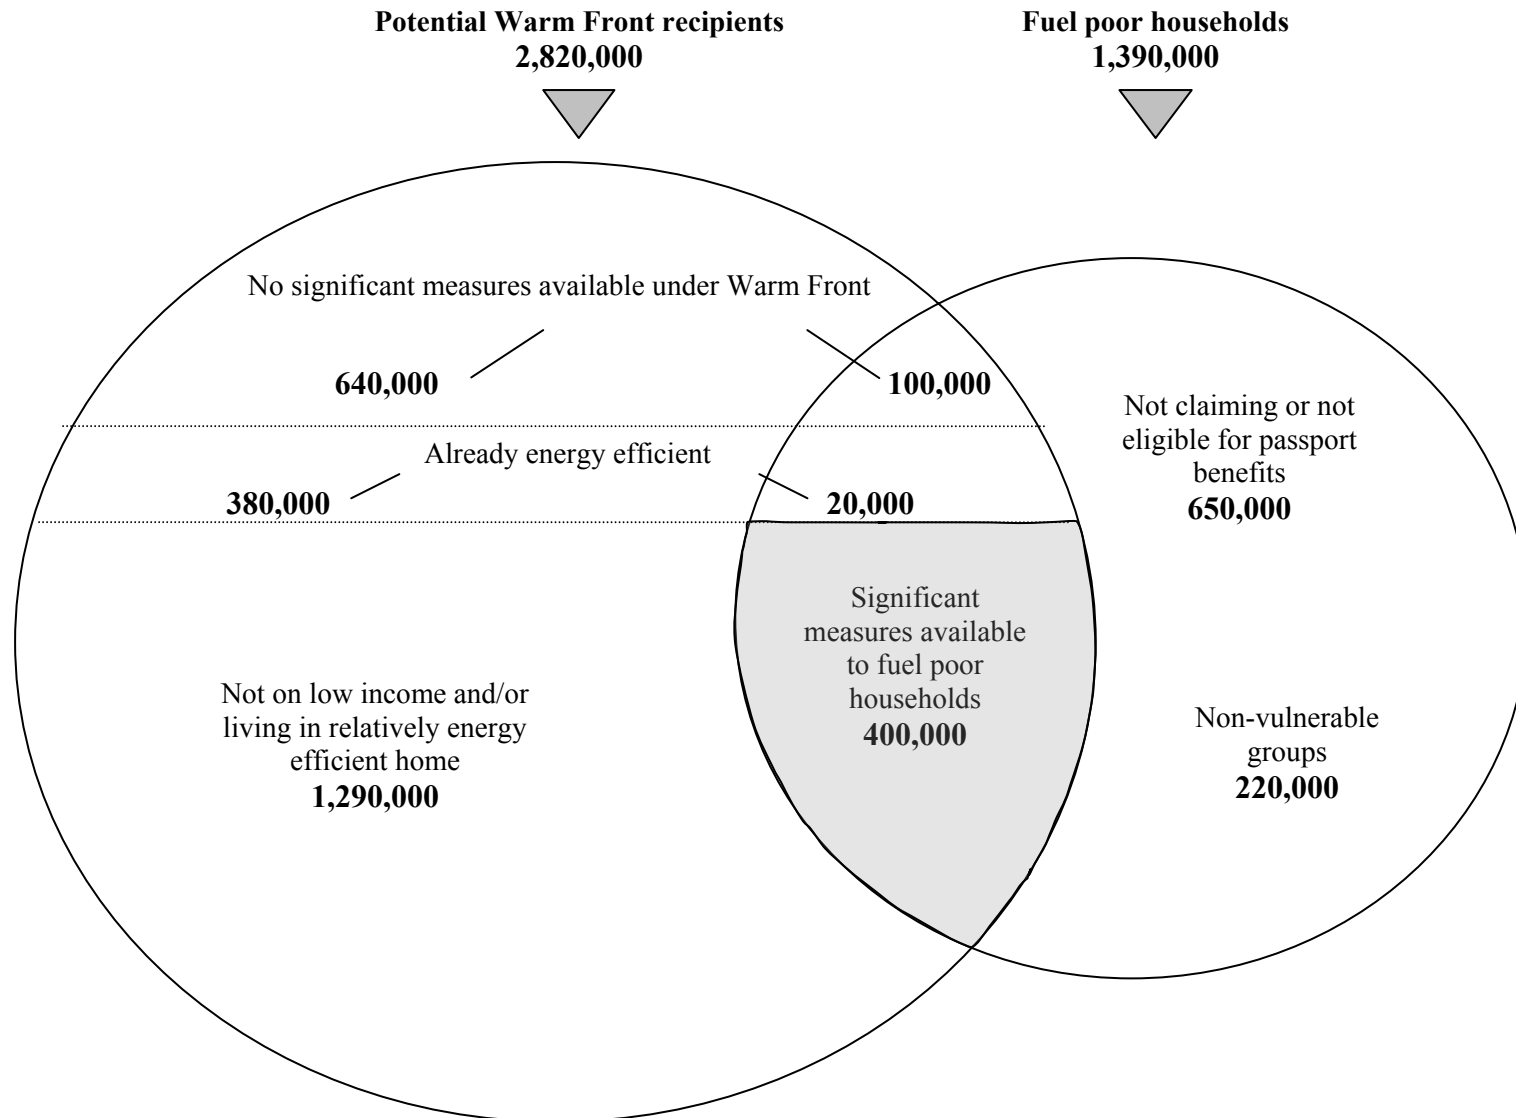 Potential Warm Front recipients
2,820,000
Fuel poor households
1,390,000
No significant measures available under Warm Front
640,000
100,000
Already energy efficient
380,000
20,000
Not claiming or not
eligible for passport
benefits
650,000
Significant
measures available
to fuel poor
households
400,000
Not on low income and/or
living in relatively energy
efficient home
1,290,000
Non-vulnerable
groups
220,000